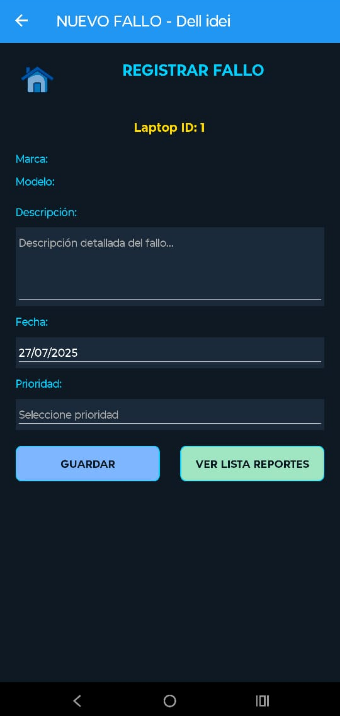 NUEVO FALLO - Dell idei
REGISTRAR FALLO
Laptop ID: 1
Marca:
Modelo:
Descripción:
Descripción detallada del fallo...
Fecha:
27/07/2025
Prioridad:
Seleccione prioridad
GUARDAR
VER LISTA REPORTES